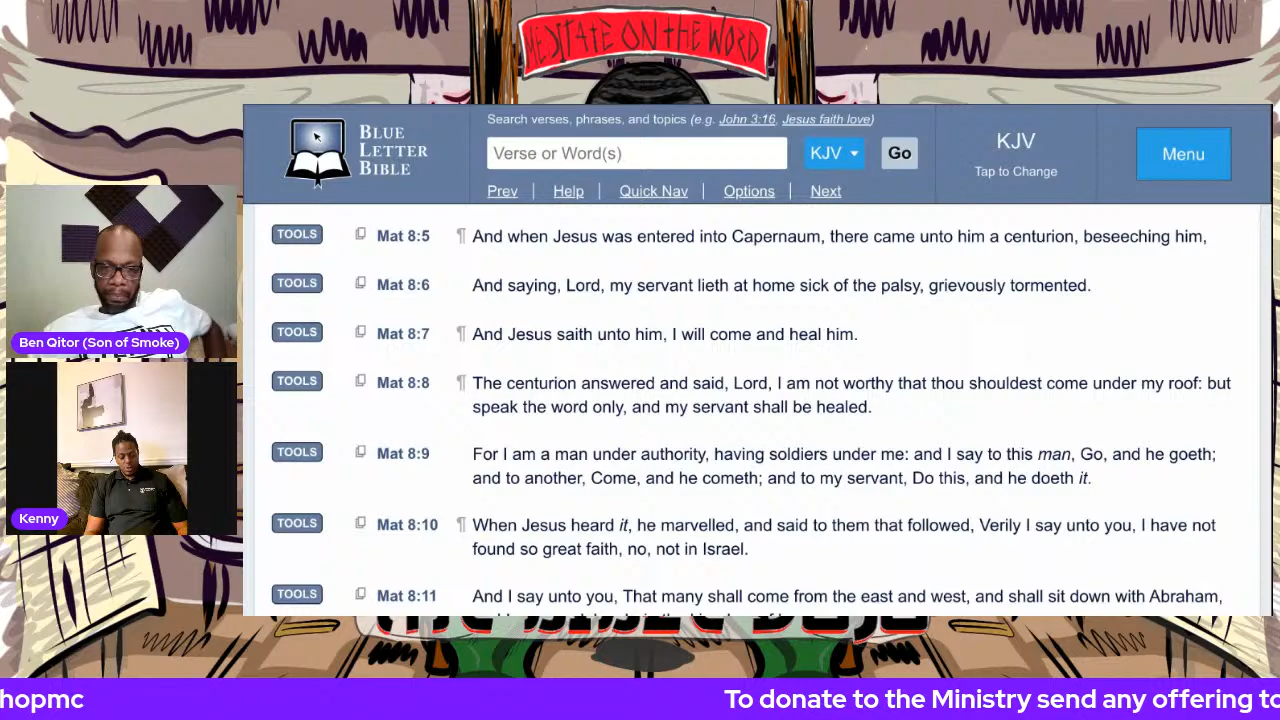 MEDITATE ON THE WORD
BLUE
LETTER
BIBLE
Search verses, phrases, and topics (e.g. John 3:16, Jesus faith love)
Verse or Word(s)
KJV
Go
Prev | Help | Quick Nav | Options | Next
KJV
Tap to Change
Menu
TOOLS Mat 8:5 ¶ And when Jesus was entered into Capernaum, there came unto him a centurion, beseeching him,
TOOLS Mat 8:6 And saying, Lord, my servant lieth at home sick of the palsy, grievously tormented.
TOOLS Mat 8:7 ¶ And Jesus saith unto him, I will come and heal him.
TOOLS Mat 8:8 ¶ The centurion answered and said, Lord, I am not worthy that thou shouldest come under my roof: but
speak the word only, and my servant shall be healed.
TOOLS Mat 8:9 For I am a man under authority, having soldiers under me: and I say to this man, Go, and he goeth;
and to another, Come, and he cometh; and to my servant, Do this, and he doeth it.
TOOLS Mat 8:10 ¶ When Jesus heard it, he marvelled, and said to them that followed, Verily I say unto you, I have not
found so great faith, no, not in Israel.
TOOLS Mat 8:11 And I say unto you, That many shall come from the east and west, and shall sit down with Abraham,
Ben Qitor (Son of Smoke)
Kenny
hopmc
To donate to the Ministry send any offering to